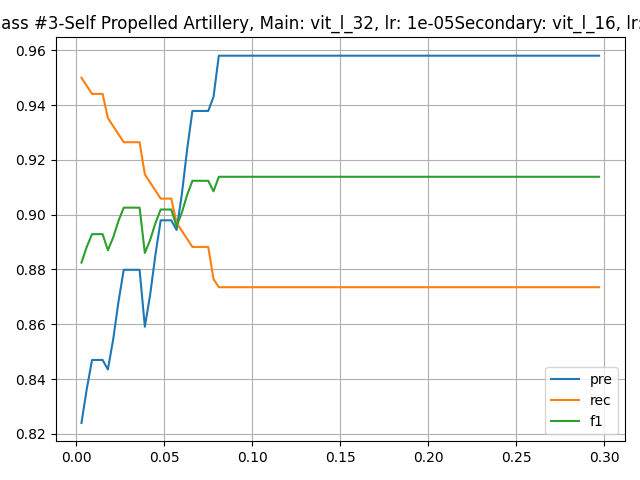 ass #3-Self Propelled Artillery, Main: vit_l_32, lr: 1e-05Secondary: vit_l_16, lr:
0.96
0.94
0.92
0.90
0.88
0.86
0.84
0.82
pre
rec
f1
0.00 0.05 0.10 0.15 0.20 0.25 0.30